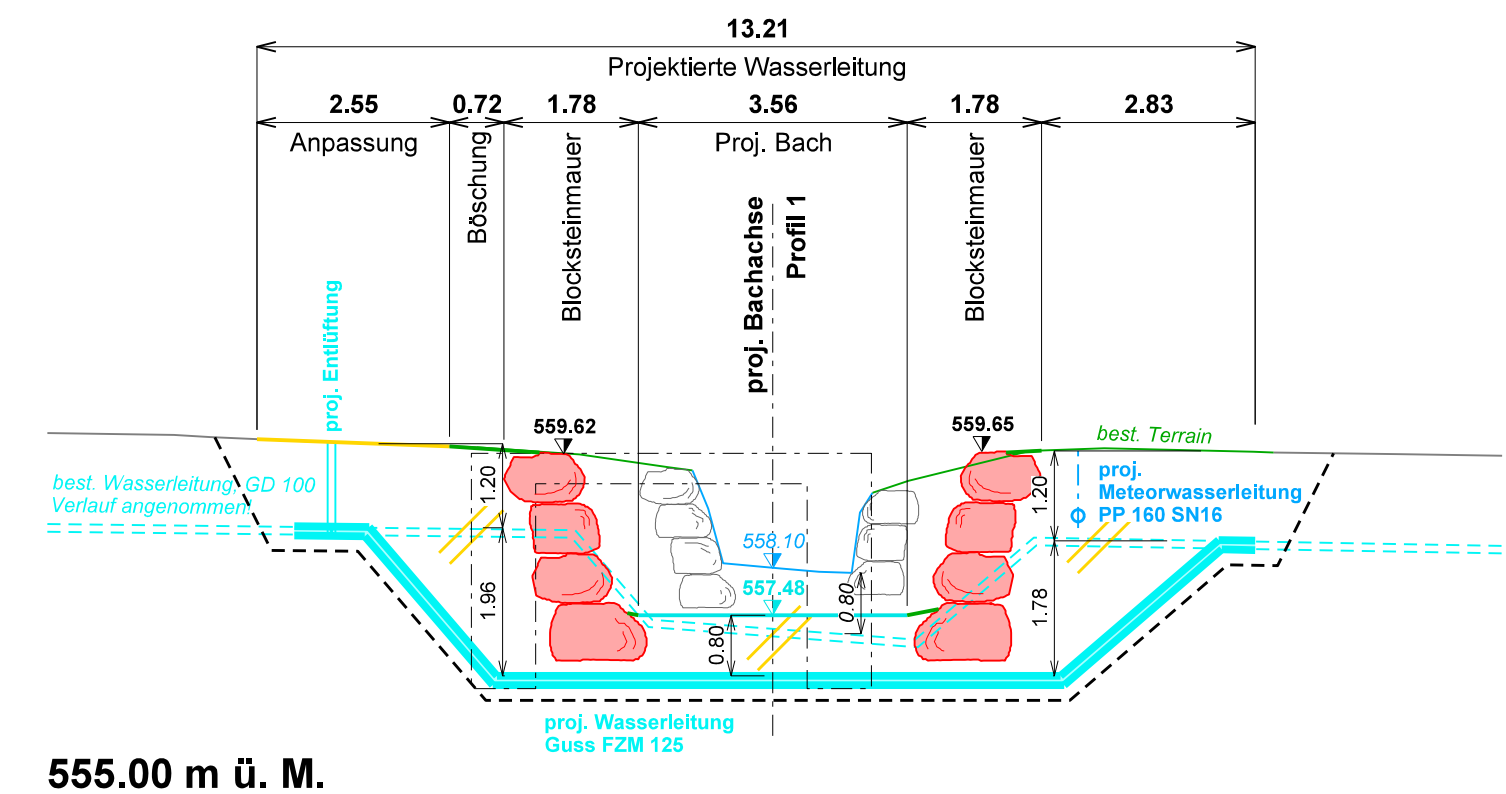 13.21
Projektierte Wasserleitung
2.55 0.72 1.78 3.56 1.78 2.83
Anpassung
Böschung
Blocksteinmauer
Proj. Bach
Blocksteinmauer
proj. Bachachse
Profil 1
proj. Entlüftung
559.62
559.65
best. Terrain
best. Wasserleitung, GD 100
Verlauf angenommen.
1.20
1.96
558.10
557.48
0.80
0.80
1.20
1.78
proj.
Meteorwasserleitung
PP 160 SN16
proj. Wasserleitung
Guss FZM 125
555.00 m ü. M.